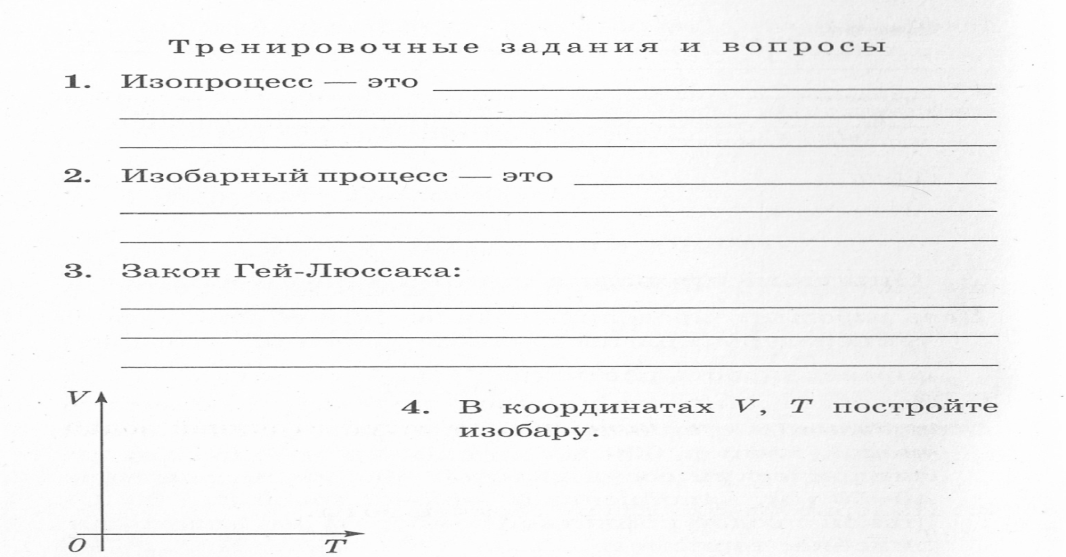 Тренировочные задания и вопросы
1. Изопроцесс — это
2. Изобарный процесс — это
3. Закон Гей-Люссака:
V
4. В координатах V, T постройте
изобару.
O T